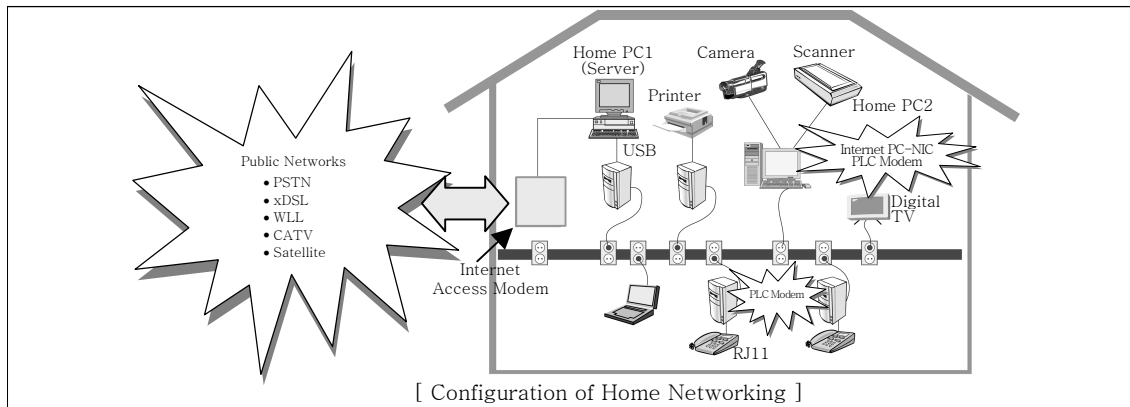 Home PC1
(Server)
Camera
Scanner
Printer
Home PC2
Internet PC-NIC
PLC Modem
USB
Public Networks
• PSTN
• xDSL
• WLL
• CATV
• Satellite
Digital
TV
Internet
Access Modem
PLC Modem
RJ11
[ Configuration of Home Networking ]